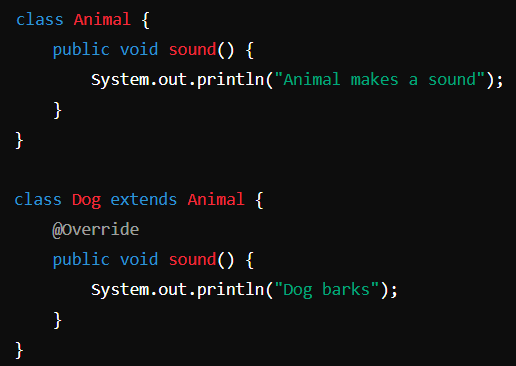 class Animal {
    public void sound() {
        System.out.println("Animal makes a sound");
    }
}

class Dog extends Animal {
    @Override
    public void sound() {
        System.out.println("Dog barks");
    }
}